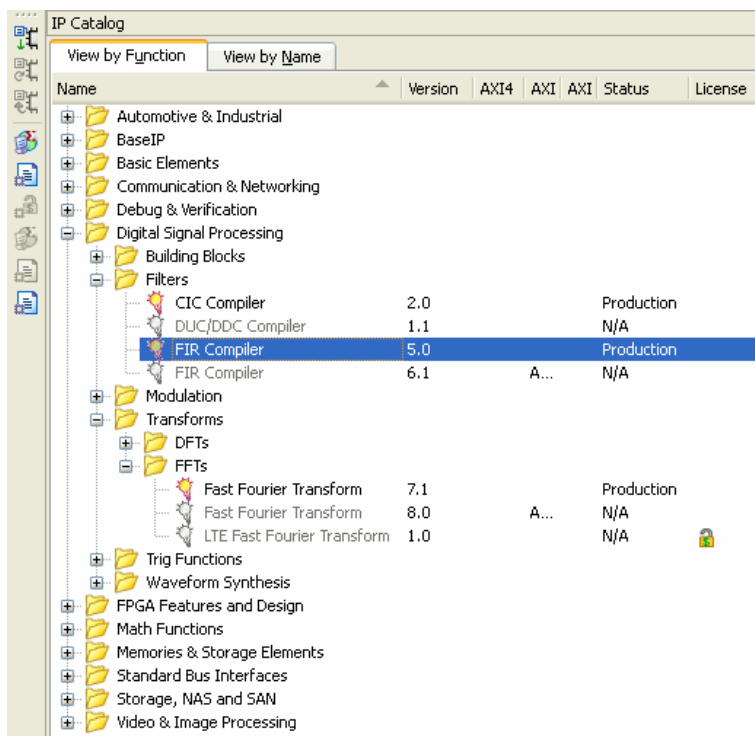 IP Catalog
View by Function View by Name
Name Version AXI4 AXI AXI Status License
Automotive & Industrial
BaseIP
Basic Elements
Communication & Networking
Debug & Verification
Digital Signal Processing
Building Blocks
Filters
CIC Compiler 2.0 Production
DUC/DDC Compiler 1.1 N/A
FIR Compiler 5.0 Production
FIR Compiler 6.1 A... N/A
Modulation
Transforms
DFTs
FFTs
Fast Fourier Transform 7.1 Production
Fast Fourier Transform 8.0 A... N/A
LTE Fast Fourier Transform 1.0 N/A
Trig Functions
Waveform Synthesis
FPGA Features and Design
Math Functions
Memories & Storage Elements
Standard Bus Interfaces
Storage, NAS and SAN
Video & Image Processing